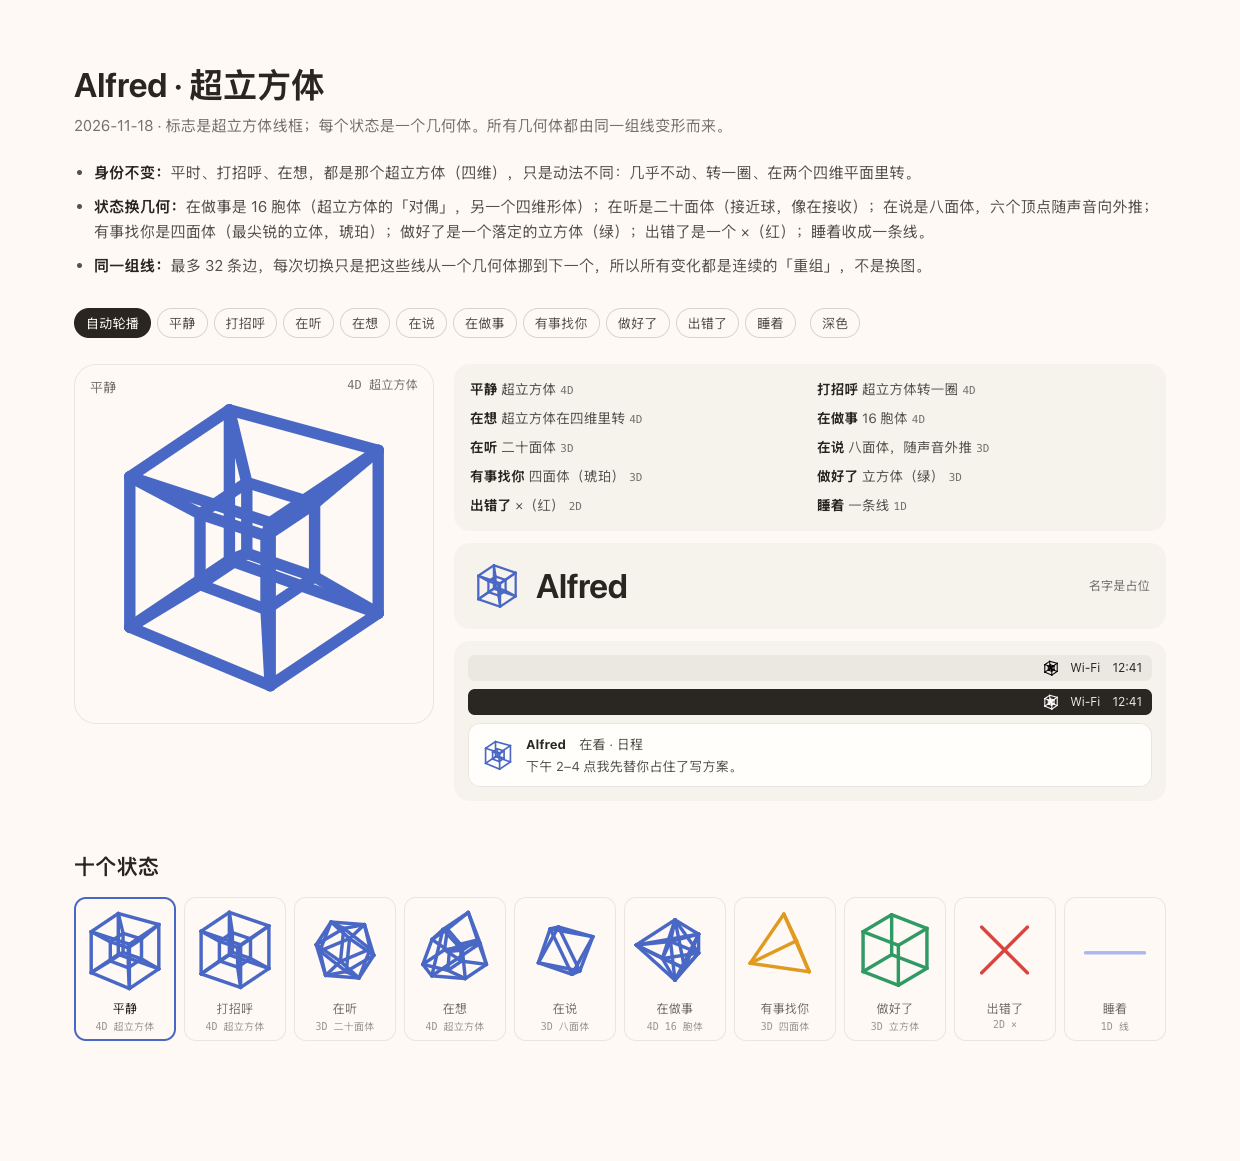 Alfred · 超立方体
2026-11-18 · 标志是超立方体线框；每个状态是一个几何体。所有几何体都由同一组线变形而来。
• 身份不变：平时、打招呼、在想，都是那个超立方体（四维），只是动法不同：几乎不动、转一圈、在两个四维平面里转。
• 状态换几何：在做事是 16 胞体（超立方体的「对偶」，另一个四维形体）；在听是二十面体（接近球，像在接收）；在说是八面体，六个顶点随声音向外推；
有事找你是四面体（最尖锐的立体，琥珀）；做好了是一个落定的立方体（绿）；出错了是一个 ×（红）；睡着收成一条线。
• 同一组线：最多 32 条边，每次切换只是把这些线从一个几何体挪到下一个，所以所有变化都是连续的「重组」，不是换图。
自动轮播 平静 打招呼 在听 在想 在说 在做事 有事找你 做好了 出错了 睡着 深色
平静 4D 超立方体
平静 超立方体 4D
打招呼 超立方体转一圈 4D
在想 超立方体在四维里转 4D
在做事 16 胞体 4D
在听 二十面体 3D
在说 八面体，随声音外推 3D
有事找你 四面体（琥珀） 3D
做好了 立方体（绿） 3D
出错了 ×（红） 2D
睡着 一条线 1D
Alfred
名字是占位
Wi-Fi 12:41
Wi-Fi 12:41
Alfred 在看 · 日程
下午 2–4 点我先替你占住了写方案。
十个状态
平静
4D 超立方体
打招呼
4D 超立方体
在听
3D 二十面体
在想
4D 超立方体
在说
3D 八面体
在做事
4D 16 胞体
有事找你
3D 四面体
做好了
3D 立方体
出错了
2D ×
睡着
1D 线